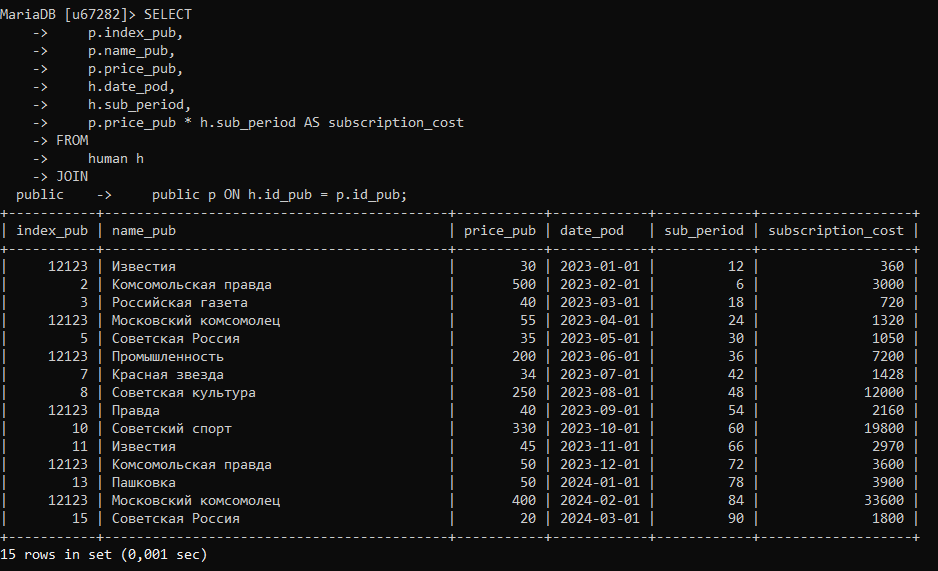 MariaDB [u67282]> SELECT
    ->     p.index_pub,
    ->     p.name_pub,
    ->     p.price_pub,
    ->     h.date_pod,
    ->     h.sub_period,
    ->     p.price_pub * h.sub_period AS subscription_cost
    -> FROM
    ->     human h
    -> JOIN
  public    ->     public p ON h.id_pub = p.id_pub;
+-----------+-------------------------------------------+-----------+------------+------------+-------------------+
| index_pub | name_pub                                  | price_pub | date_pod   | sub_period | subscription_cost |
+-----------+-------------------------------------------+-----------+------------+------------+-------------------+
|     12123 | Известия                                  |        30 | 2023-01-01 |         12 |               360 |
|         2 | Комсомольская правда                      |       500 | 2023-02-01 |          6 |              3000 |
|         3 | Российская газета                         |        40 | 2023-03-01 |         18 |               720 |
|     12123 | Московский комсомолец                     |        55 | 2023-04-01 |         24 |              1320 |
|         5 | Советская Россия                          |        35 | 2023-05-01 |         30 |              1050 |
|     12123 | Промышленность                            |       200 | 2023-06-01 |         36 |              7200 |
|         7 | Красная звезда                            |        34 | 2023-07-01 |         42 |              1428 |
|         8 | Советская культура                        |       250 | 2023-08-01 |         48 |             12000 |
|     12123 | Правда                                    |        40 | 2023-09-01 |         54 |              2160 |
|        10 | Советский спорт                           |       330 | 2023-10-01 |         60 |             19800 |
|        11 | Известия                                  |        45 | 2023-11-01 |         66 |              2970 |
|     12123 | Комсомольская правда                      |        50 | 2023-12-01 |         72 |              3600 |
|        13 | Пашковка                                  |        50 | 2024-01-01 |         78 |              3900 |
|     12123 | Московский комсомолец                     |       400 | 2024-02-01 |         84 |             33600 |
|        15 | Советская Россия                          |        20 | 2024-03-01 |         90 |              1800 |
+-----------+-------------------------------------------+-----------+------------+------------+-------------------+
15 rows in set (0,001 sec)